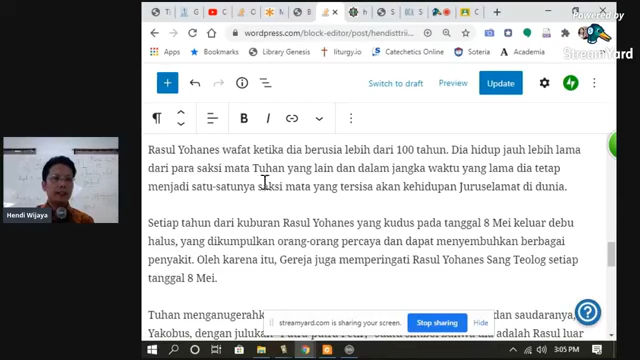 Powered by
StreamYard
wordpress.com/block-editor/post/hendistrii
YouTube
Bookmarks
Library Genesis
liturgy.io
Catechetics Online
Soteria
Academia
Switch to draft
Preview
Update
B
I
Rasul Yohanes wafat ketika dia berusia lebih dari 100 tahun. Dia hidup jauh lebih lama
dari para saksi mata Tuhan yang lain dan dalam jangka waktu yang lama dia tetap
menjadi satu-satunya saksi mata yang tersisa akan kehidupan Juruselamat di dunia.
Hendi Wijaya
Setiap tahun dari kuburan Rasul Yohanes yang kudus pada tanggal 8 Mei keluar debu
halus, yang dikumpulkan orang-orang percaya dan dapat menyembuhkan berbagai
penyakit. Oleh karena itu, Gereja juga memperingati Rasul Yohanes Sang Teolog setiap
tanggal 8 Mei.
Tuhan menganugerahk
dan saudaranya,
streamyard.com is sharing your screen.
Stop sharing
Hide
Yakobus, dengan julukan
dia adalah Rasul luar
3:05 PM